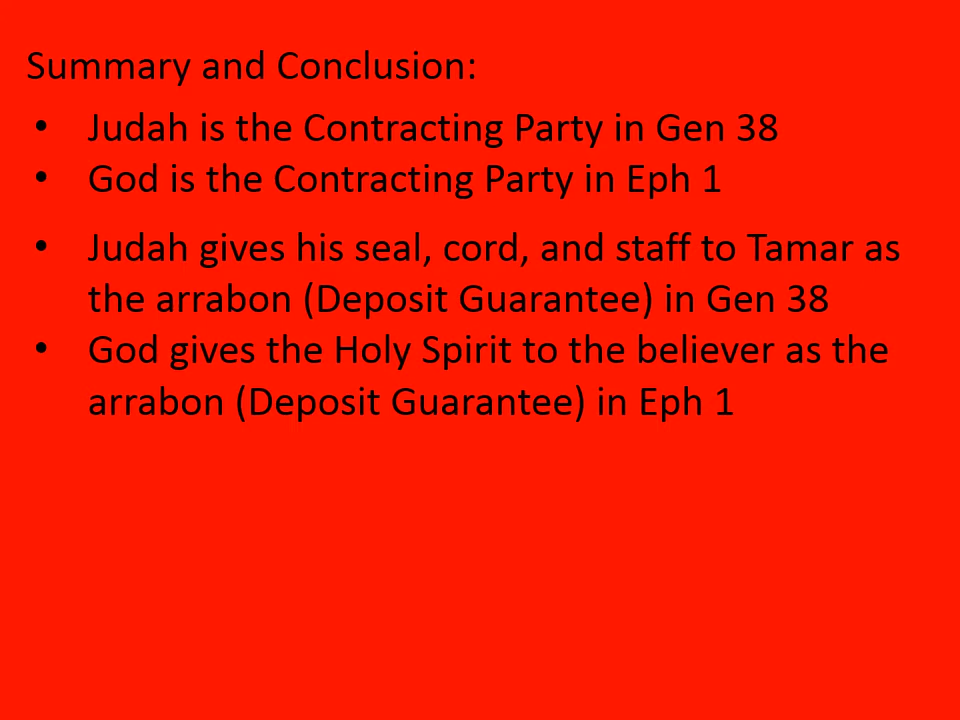 Summary and Conclusion:
• Judah is the Contracting Party in Gen 38
• God is the Contracting Party in Eph 1
• Judah gives his seal, cord, and staff to Tamar as
the arrabon (Deposit Guarantee) in Gen 38
• God gives the Holy Spirit to the believer as the
arrabon (Deposit Guarantee) in Eph 1